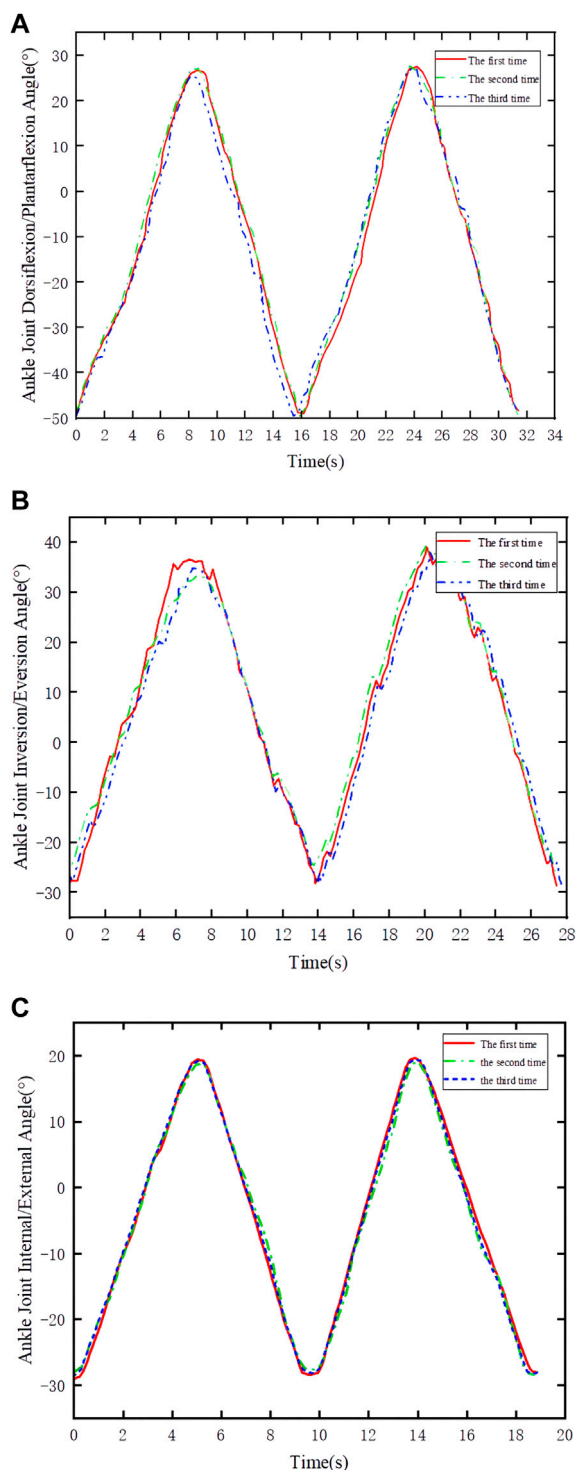 A
Ankle Joint Dorsiflexion/Plantarflexion Angle(°)
30
20
10
0
-10
-20
-30
-40
-50
The first time
The second time
The third time
0 2 4 6 8 10 12 14 16 18 20 22 24 26 28 30 32 34
Time(s)
B
Ankle Joint Inversion/Eversion Angle(°)
40
30
20
10
0
-10
-20
-30
The first time
The second time
The third time
0 2 4 6 8 10 12 14 16 18 20 22 24 26 28
Time(s)
C
Ankle Joint Internal/External Angle(°)
20
10
0
-10
-20
-30
The first time
the second time
the third time
0 2 4 6 8 10 12 14 16 18 20
Time(s)